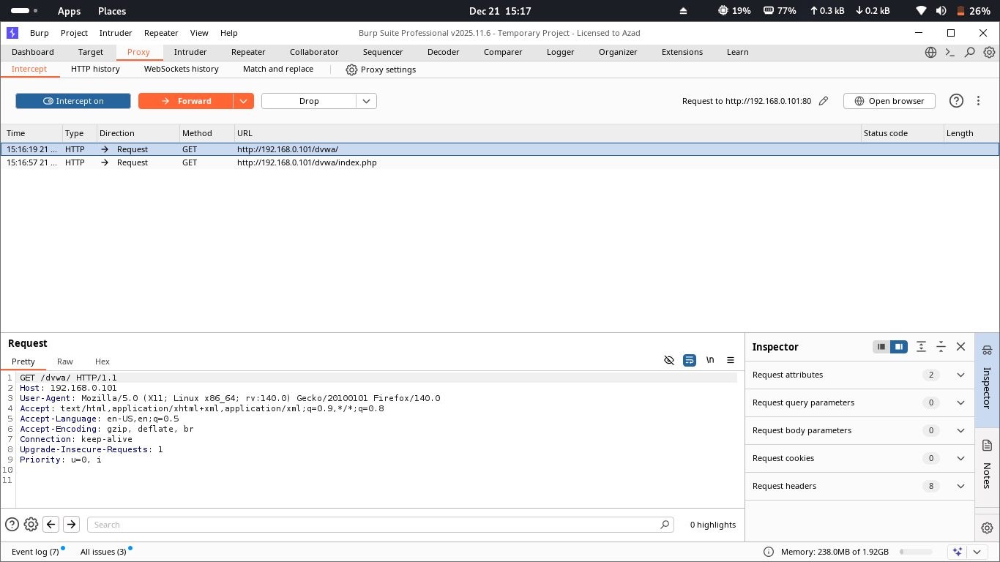 Apps Places Dec 21 15:17 19% 77% 0.3 kB 0.2 kB 26%
Burp Project Intruder Repeater View Help Burp Suite Professional v2025.11.6 - Temporary Project - Licensed to Azad
Dashboard Target Proxy Intruder Repeater Collaborator Sequencer Decoder Comparer Logger Organizer Extensions Learn
Intercept HTTP history WebSockets history Match and replace Proxy settings
Intercept on Forward Drop Request to http://192.168.0.101:80 Open browser
Time Type Direction Method URL Status code Length
15:16:19 21 ... HTTP → Request GET http://192.168.0.101/dvwa/
15:16:57 21 ... HTTP → Request GET http://192.168.0.101/dvwa/index.php
Request
Pretty Raw Hex \n
1 GET /dvwa/ HTTP/1.1
2 Host: 192.168.0.101
3 User-Agent: Mozilla/5.0 (X11; Linux x86_64; rv:140.0) Gecko/20100101 Firefox/140.0
4 Accept: text/html,application/xhtml+xml,application/xml;q=0.9,*/*;q=0.8
5 Accept-Language: en-US,en;q=0.5
6 Accept-Encoding: gzip, deflate, br
7 Connection: keep-alive
8 Upgrade-Insecure-Requests: 1
9 Priority: u=0, i
10
11
Search 0 highlights
Inspector
Request attributes 2
Request query parameters 0
Request body parameters 0
Request cookies 0
Request headers 8
Inspector
Notes
Event log (7) All issues (3) Memory: 238.0MB of 1.92GB